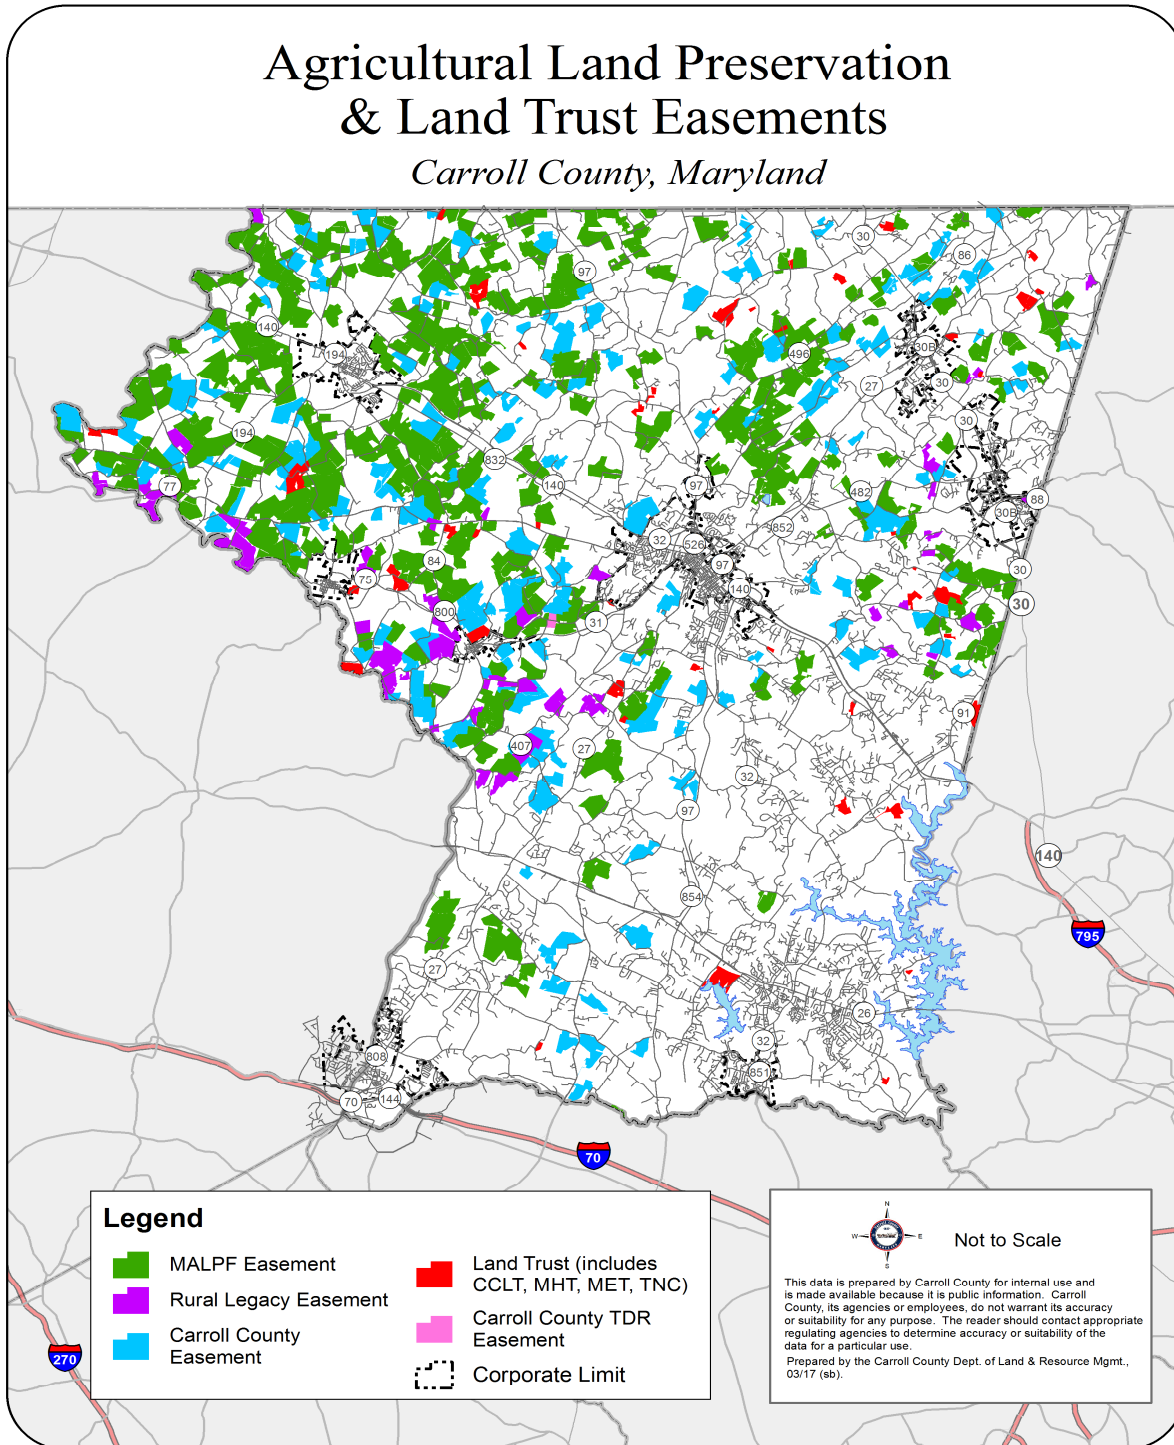 Agricultural Land Preservation
& Land Trust Easements
Carroll County, Maryland
30
86
97
140
194
496
30B
27
30
194
30
832
77
140
97
482
88
30B
852
32
526
84
97
30
75
140
30
800
31
91
407
27
32
97
140
854
795
27
26
32
808
851
70
144
70
Legend
MALPF Easement
Rural Legacy Easement
Carroll County
Easement
Land Trust (includes
CCLT, MHT, MET, TNC)
Carroll County TDR
Easement
Corporate Limit
270
N
W
E
S
Not to Scale
This data is prepared by Carroll County for internal use and
is made available because it is public information. Carroll
County, its agencies or employees, do not warrant its accuracy
or suitability for any purpose. The reader should contact appropriate
regulating agencies to determine accuracy or suitability of the
data for a particular use.
Prepared by the Carroll County Dept. of Land & Resource Mgmt.,
03/17 (sb).